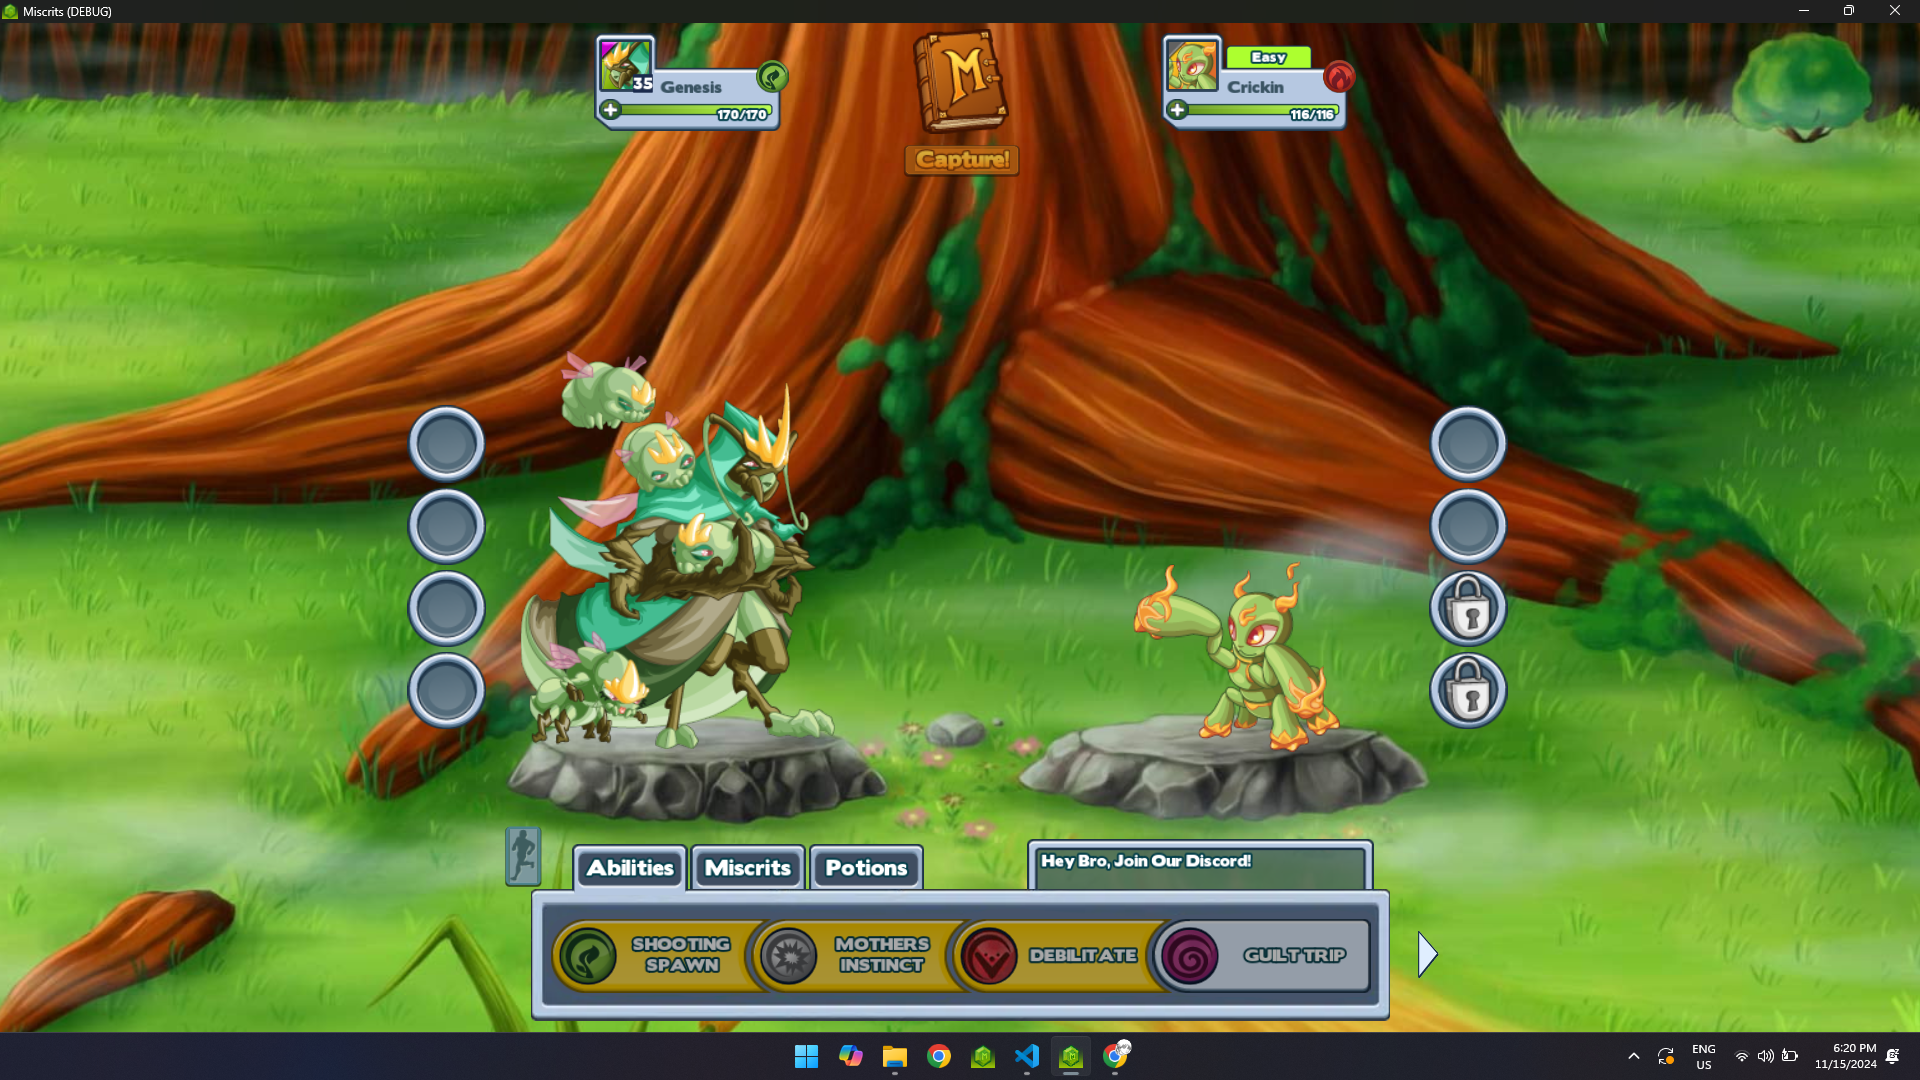 Miscrits (DEBUG)
35
Genesis
170/170
M
Capture!
Easy
Crickin
116/116
Abilities
Miscrits
Potions
Hey Bro, Join Our Discord!
SHOOTING
SPAWN
MOTHERS
INSTINCT
DEBILITATE
GUILT TRIP
ENG
US
6:20 PM
11/15/2024